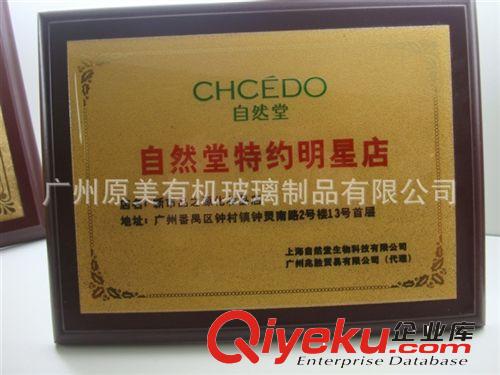 CHCÉDO
自然堂
自然堂特约明星店
广州原美有机玻璃制品有限公司
地址：广州番禺区钟村镇钟灵南路2号楼13号首层
上海自然堂生物科技有限公司
广州兆胜贸易有限公司（代理）
Qiyeku.com 企业库
Enterprise Database